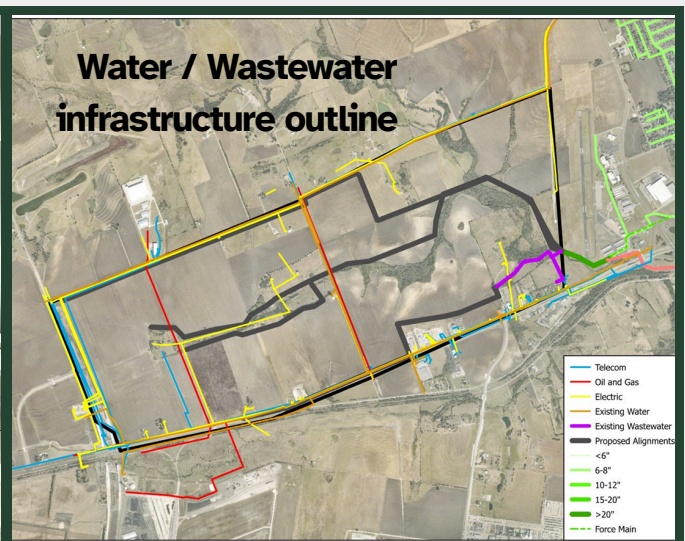 Water / Wastewater
infrastructure outline
Telecom
Oil and Gas
Electric
Existing Water
Existing Wastewater
Proposed Alignments
<6"
6-8"
10-12"
15-20"
>20"
Force Main